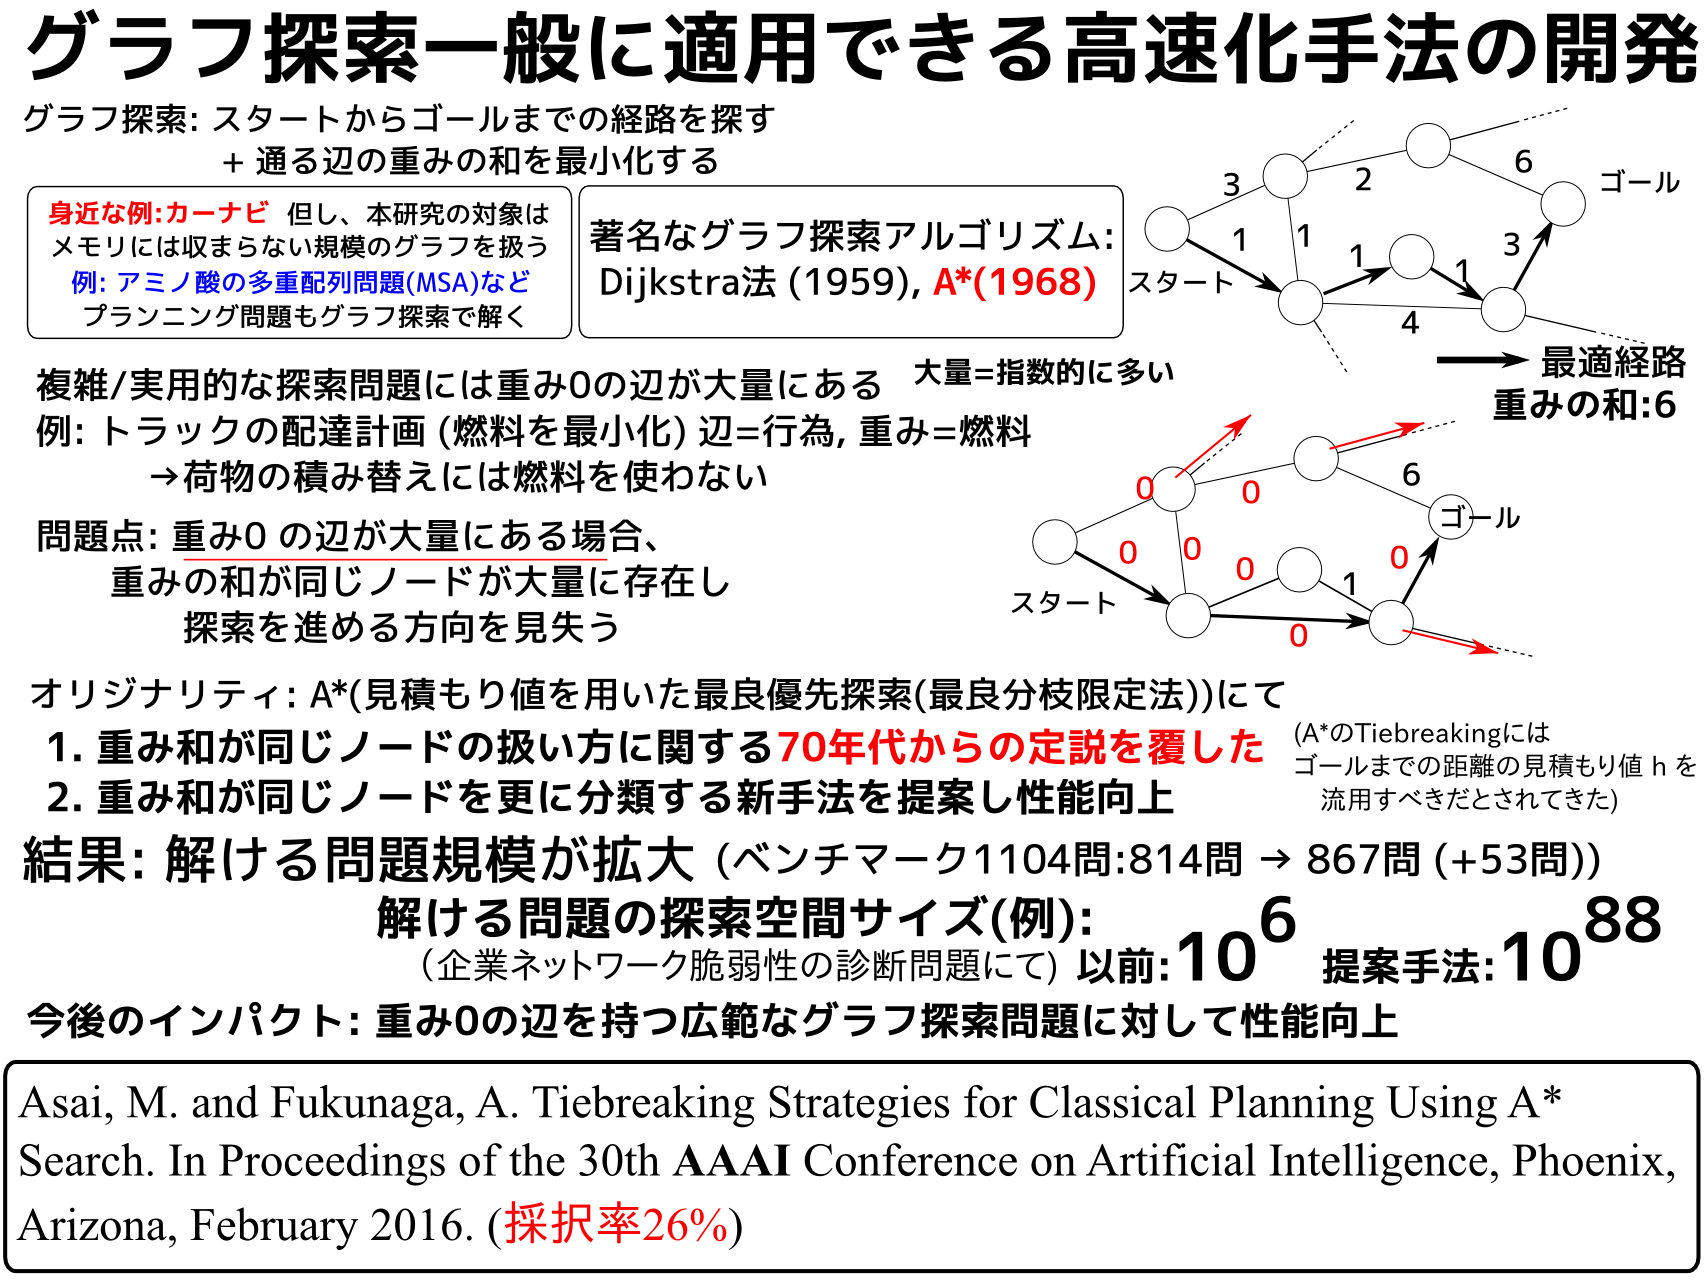 グラフ探索一般に適用できる高速化手法の開発
グラフ探索: スタートからゴールまでの経路を探す
+ 通る辺の重みの和を最小化する
身近な例:カーナビ 但し、本研究の対象は
メモリには収まらない規模のグラフを扱う
例: アミノ酸の多重配列問題(MSA)など
プランニング問題もグラフ探索で解く
著名なグラフ探索アルゴリズム:
Dijkstra法 (1959), A*(1968)
3
2
6
ゴール
1
1
1
1
3
スタート
4
最適経路
重みの和:6
複雑/実用的な探索問題には重み0の辺が大量にある
大量=指数的に多い
例: トラックの配達計画 (燃料を最小化) 辺=行為, 重み=燃料
→荷物の積み替えには燃料を使わない
0
0
6
ゴール
0
0
0
1
0
スタート
0
問題点: 重み0 の辺が大量にある場合、
重みの和が同じノードが大量に存在し
探索を進める方向を見失う
オリジナリティ: A*(見積もり値を用いた最良優先探索(最良分枝限定法))にて
1. 重み和が同じノードの扱い方に関する70年代からの定説を覆した
2. 重み和が同じノードを更に分類する新手法を提案し性能向上
(A*のTiebreakingには
ゴールまでの距離の見積もり値 h を
流用すべきだとされてきた)
結果: 解ける問題規模が拡大 (ベンチマーク1104問:814問 → 867問 (+53問))
解ける問題の探索空間サイズ(例):
(企業ネットワーク脆弱性の診断問題にて) 以前:10^6 提案手法:10^88
今後のインパクト: 重み0の辺を持つ広範なグラフ探索問題に対して性能向上
Asai, M. and Fukunaga, A. Tiebreaking Strategies for Classical Planning Using A*
Search. In Proceedings of the 30th AAAI Conference on Artificial Intelligence, Phoenix,
Arizona, February 2016. (採択率26%)